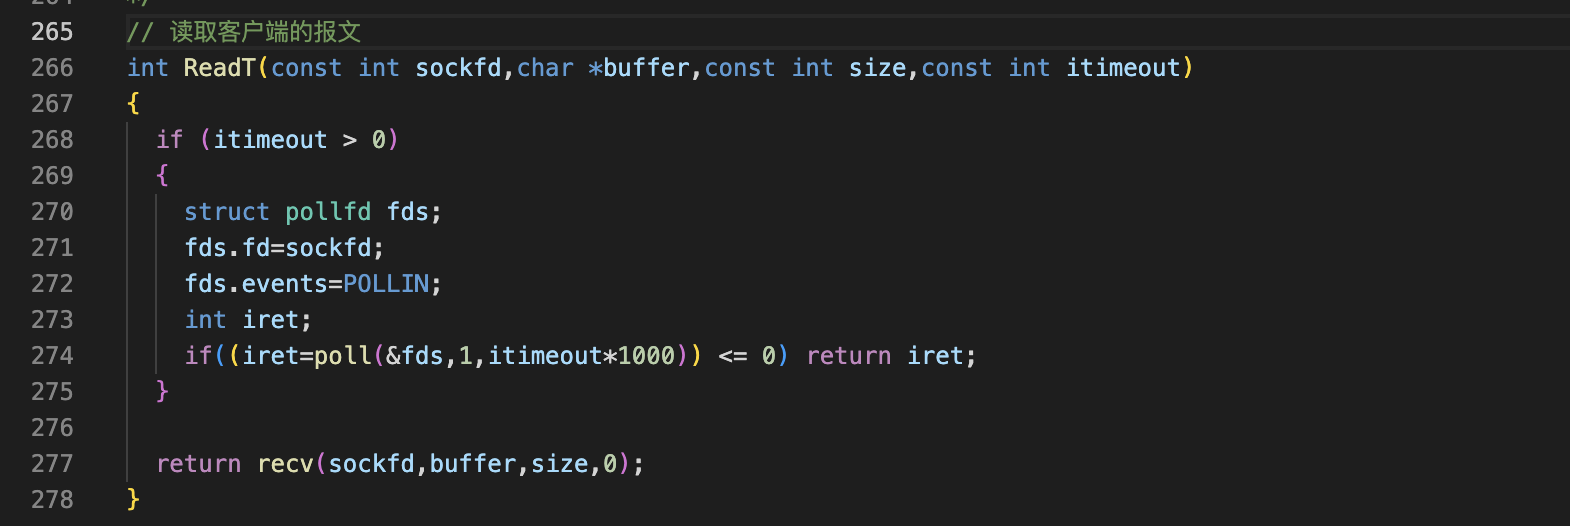 264 */
265 // 读取客户端的报文
266 int ReadT(const int sockfd,char *buffer,const int size,const int itimeout)
267 {
268 if (itimeout > 0)
269 {
270 struct pollfd fds;
271 fds.fd=sockfd;
272 fds.events=POLLIN;
273 int iret;
274 if((iret=poll(&fds,1,itimeout*1000)) <= 0) return iret;
275 }
276
277 return recv(sockfd,buffer,size,0);
278 }